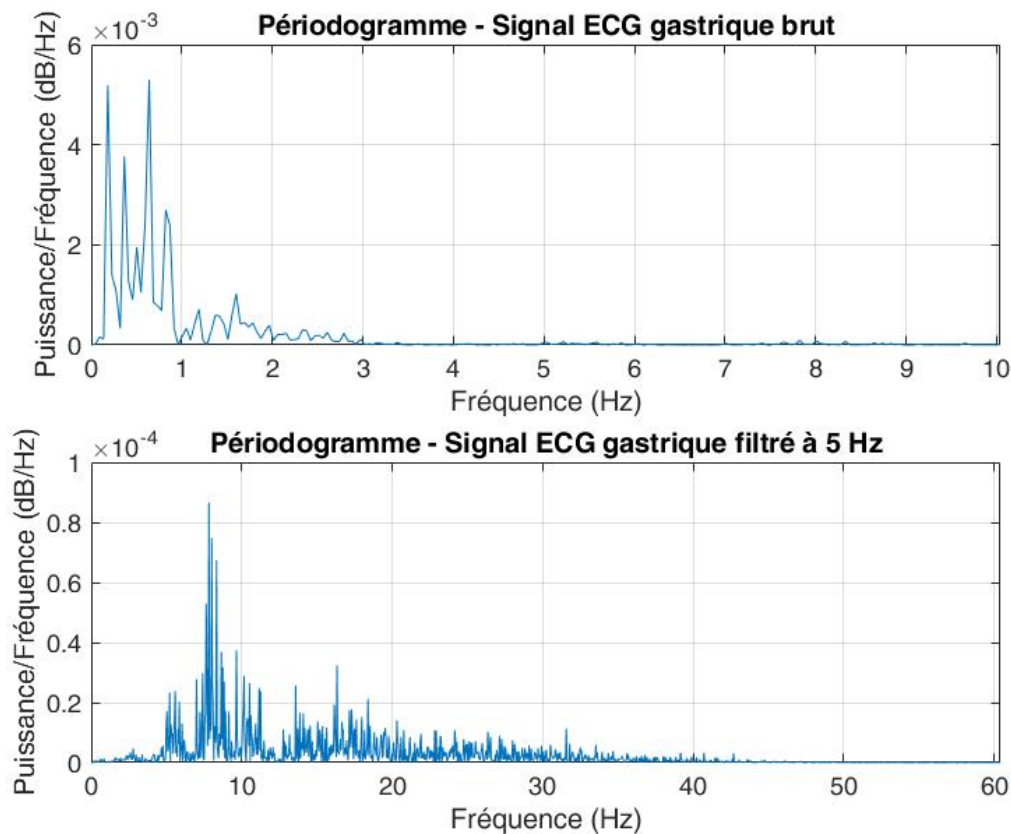 Périodogramme - Signal ECG gastrique brut
×10⁻³
Puissance/Fréquence (dB/Hz)
6
4
2
0
0 1 2 3 4 5 6 7 8 9 10
Fréquence (Hz)
Périodogramme - Signal ECG gastrique filtré à 5 Hz
×10⁻⁴
Puissance/Fréquence (dB/Hz)
1
0.8
0.6
0.4
0.2
0
0 10 20 30 40 50 60
Fréquence (Hz)